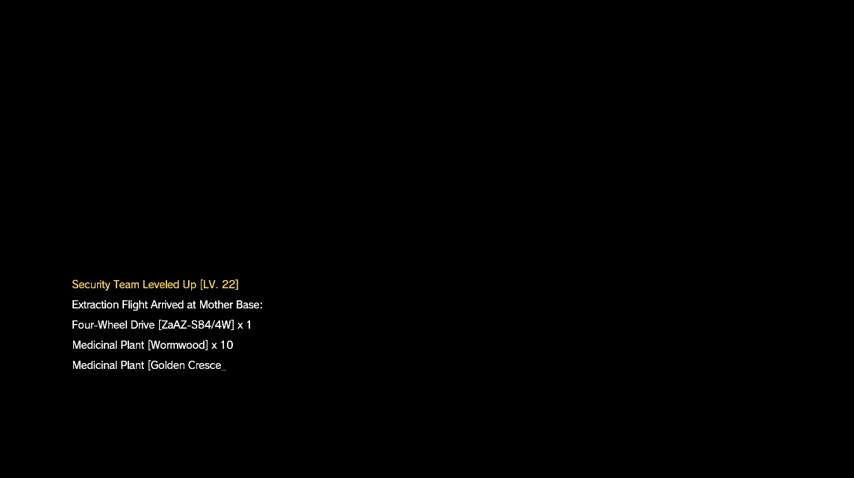 Security Team Leveled Up [LV. 22]
Extraction Flight Arrived at Mother Base:
Four-Wheel Drive [ZaAZ-S84/4W] x 1
Medicinal Plant [Wormwood] x 10
Medicinal Plant [Golden Cresce_